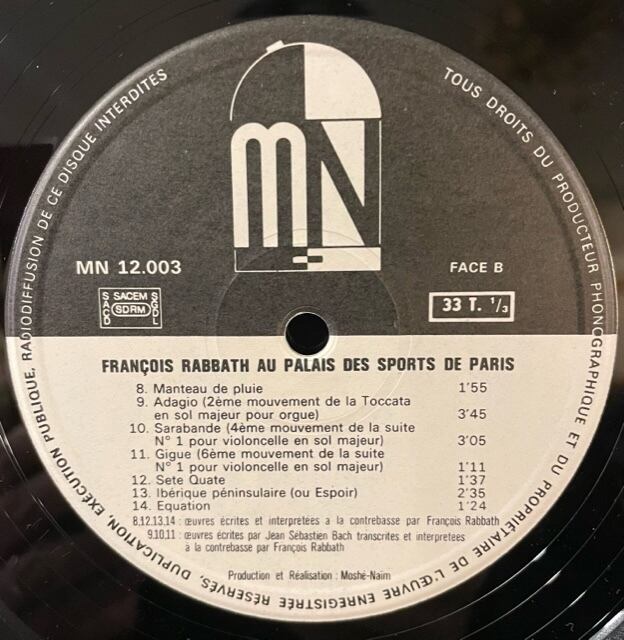 MN
TOUS DROITS DU PRODUCTEUR PHONOGRAPHIQUE ET DU PROPRIÉTAIRE DE L'ŒUVRE ENREGISTRÉE RÉSERVÉS, DUPLICATION, EXÉCUTION PUBLIQUE, RADIODIFFUSION DE CE DISQUE INTERDITES
MN 12.003
FACE B
SACD SACEM SDRM SGDL
33 T. 1/3
FRANÇOIS RABBATH AU PALAIS DES SPORTS DE PARIS
8. Manteau de pluie 1'55
9. Adagio (2ème mouvement de la Toccata
en sol majeur pour orgue) 3'45
10. Sarabande (4ème mouvement de la suite
N° 1 pour violoncelle en sol majeur) 3'05
11. Gigue (6ème mouvement de la suite
N° 1 pour violoncelle en sol majeur) 1'11
12. Sete Quate 1'37
13. Ibérique péninsulaire (ou Espoir) 2'35
14. Equation 1'24
8.12.13.14 : œuvres écrites et interpretées a la contrebasse par François Rabbath
9.10.11 : œuvres écrites par Jean Sébastien Bach transcrites et interpretées
à la contrebasse par François Rabbath
Production et Réalisation : Moshé-Naïm